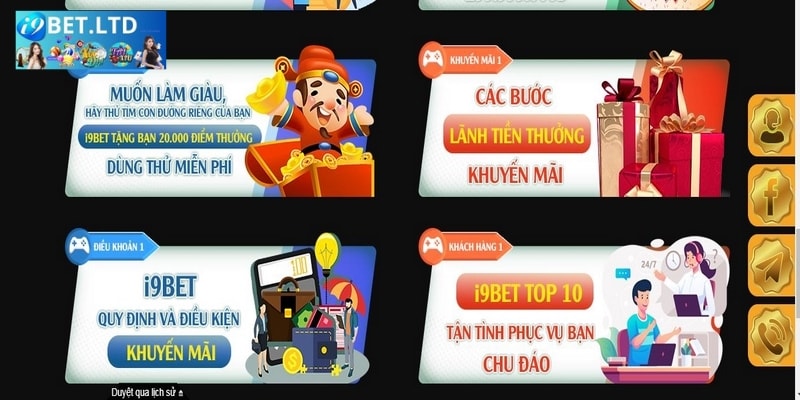 i9BET.LTD
MUỐN LÀM GIÀU,
HÃY THỬ TÌM CON ĐƯỜNG RIÊNG CỦA BẠN
i9BET TẶNG BẠN 20.000 ĐIỂM THƯỞNG
DÙNG THỬ MIỄN PHÍ
KHUYẾN MÃI 1
CÁC BƯỚC
LÃNH TIỀN THƯỞNG
KHUYẾN MÃI
ĐIỀU KHOẢN 1
i9BET
QUY ĐỊNH VÀ ĐIỀU KIỆN
KHUYẾN MÃI
KHÁCH HÀNG 1
24/7
i9BET TOP 10
TẬN TÌNH PHỤC VỤ BẠN
CHU ĐÁO
Duyệt qua lịch sử